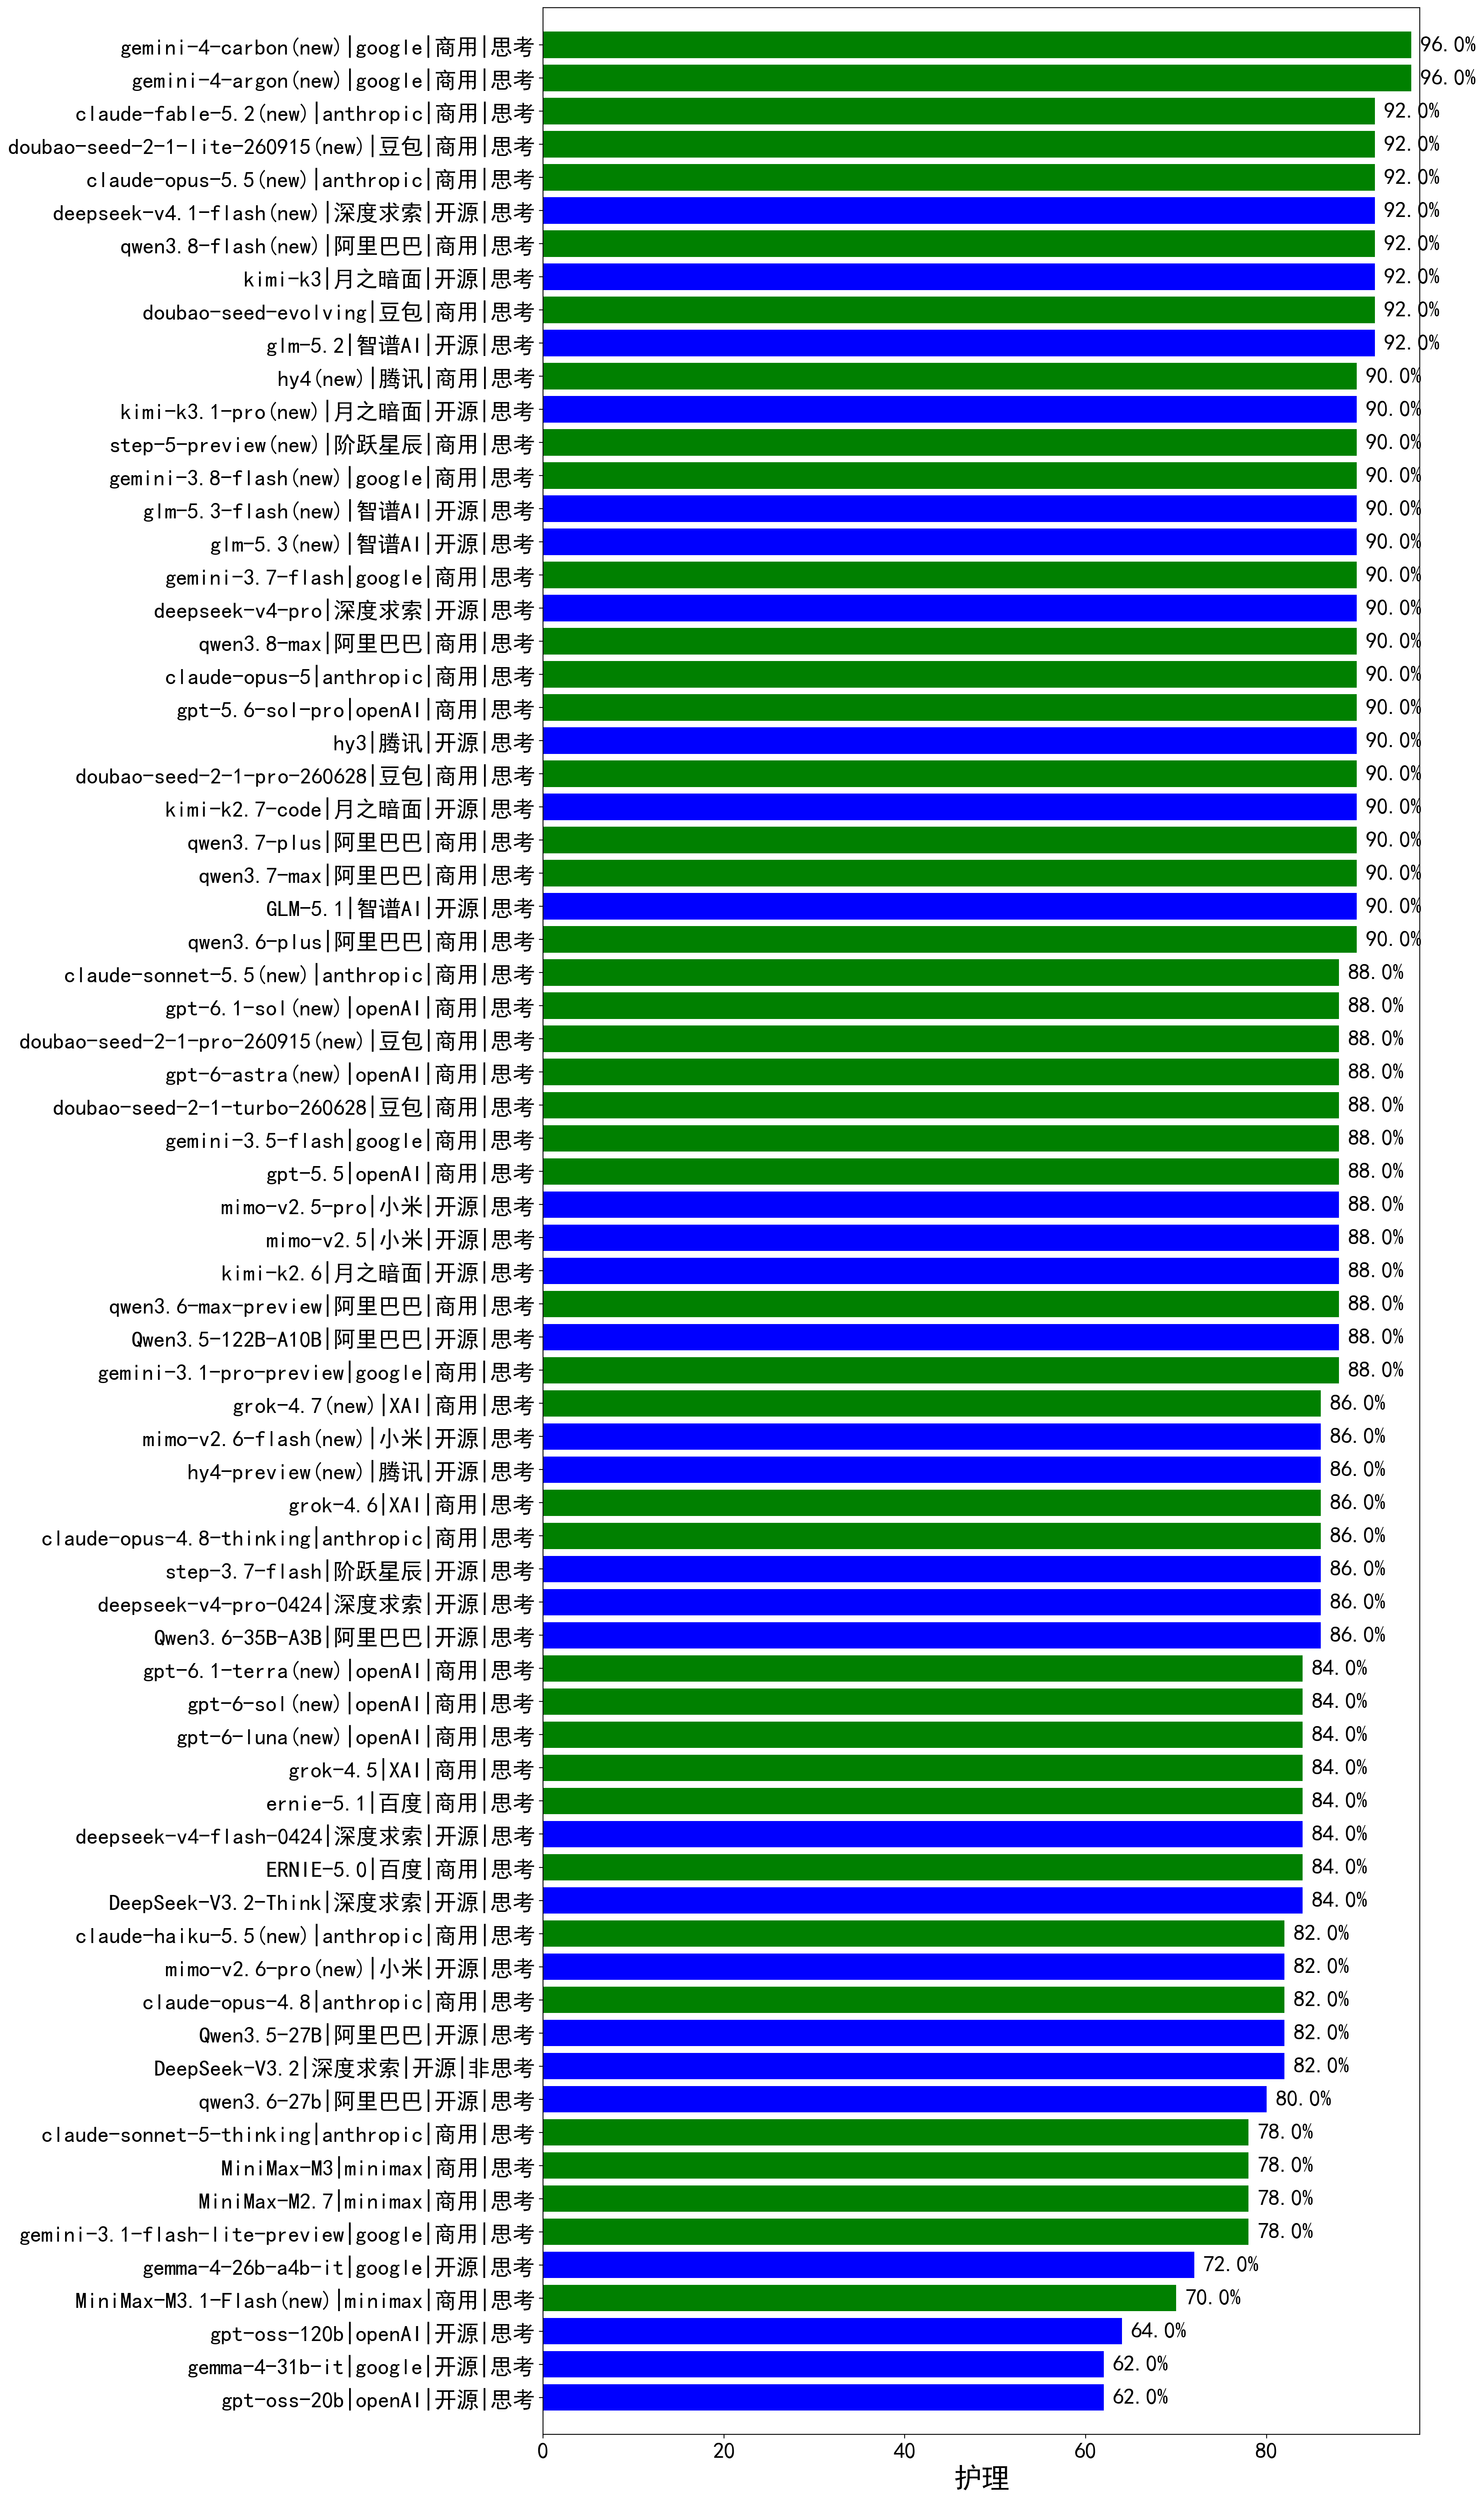 gemini-4-carbon(new)|google|商用|思考 96.0%
gemini-4-argon(new)|google|商用|思考 96.0%
claude-fable-5.2(new)|anthropic|商用|思考 92.0%
doubao-seed-2-1-lite-260915(new)|豆包|商用|思考 92.0%
claude-opus-5.5(new)|anthropic|商用|思考 92.0%
deepseek-v4.1-flash(new)|深度求索|开源|思考 92.0%
qwen3.8-flash(new)|阿里巴巴|商用|思考 92.0%
kimi-k3|月之暗面|开源|思考 92.0%
doubao-seed-evolving|豆包|商用|思考 92.0%
glm-5.2|智谱AI|开源|思考 92.0%
hy4(new)|腾讯|商用|思考 90.0%
kimi-k3.1-pro(new)|月之暗面|开源|思考 90.0%
step-5-preview(new)|阶跃星辰|商用|思考 90.0%
gemini-3.8-flash(new)|google|商用|思考 90.0%
glm-5.3-flash(new)|智谱AI|开源|思考 90.0%
glm-5.3(new)|智谱AI|开源|思考 90.0%
gemini-3.7-flash|google|商用|思考 90.0%
deepseek-v4-pro|深度求索|开源|思考 90.0%
qwen3.8-max|阿里巴巴|商用|思考 90.0%
claude-opus-5|anthropic|商用|思考 90.0%
gpt-5.6-sol-pro|openAI|商用|思考 90.0%
hy3|腾讯|开源|思考 90.0%
doubao-seed-2-1-pro-260628|豆包|商用|思考 90.0%
kimi-k2.7-code|月之暗面|开源|思考 90.0%
qwen3.7-plus|阿里巴巴|商用|思考 90.0%
qwen3.7-max|阿里巴巴|商用|思考 90.0%
GLM-5.1|智谱AI|开源|思考 90.0%
qwen3.6-plus|阿里巴巴|商用|思考 90.0%
claude-sonnet-5.5(new)|anthropic|商用|思考 88.0%
gpt-6.1-sol(new)|openAI|商用|思考 88.0%
doubao-seed-2-1-pro-260915(new)|豆包|商用|思考 88.0%
gpt-6-astra(new)|openAI|商用|思考 88.0%
doubao-seed-2-1-turbo-260628|豆包|商用|思考 88.0%
gemini-3.5-flash|google|商用|思考 88.0%
gpt-5.5|openAI|商用|思考 88.0%
mimo-v2.5-pro|小米|开源|思考 88.0%
mimo-v2.5|小米|开源|思考 88.0%
kimi-k2.6|月之暗面|开源|思考 88.0%
qwen3.6-max-preview|阿里巴巴|商用|思考 88.0%
Qwen3.5-122B-A10B|阿里巴巴|开源|思考 88.0%
gemini-3.1-pro-preview|google|商用|思考 88.0%
grok-4.7(new)|XAI|商用|思考 86.0%
mimo-v2.6-flash(new)|小米|开源|思考 86.0%
hy4-preview(new)|腾讯|开源|思考 86.0%
grok-4.6|XAI|商用|思考 86.0%
claude-opus-4.8-thinking|anthropic|商用|思考 86.0%
step-3.7-flash|阶跃星辰|开源|思考 86.0%
deepseek-v4-pro-0424|深度求索|开源|思考 86.0%
Qwen3.6-35B-A3B|阿里巴巴|开源|思考 86.0%
gpt-6.1-terra(new)|openAI|商用|思考 84.0%
gpt-6-sol(new)|openAI|商用|思考 84.0%
gpt-6-luna(new)|openAI|商用|思考 84.0%
grok-4.5|XAI|商用|思考 84.0%
ernie-5.1|百度|商用|思考 84.0%
deepseek-v4-flash-0424|深度求索|开源|思考 84.0%
ERNIE-5.0|百度|商用|思考 84.0%
DeepSeek-V3.2-Think|深度求索|开源|思考 84.0%
claude-haiku-5.5(new)|anthropic|商用|思考 82.0%
mimo-v2.6-pro(new)|小米|开源|思考 82.0%
claude-opus-4.8|anthropic|商用|思考 82.0%
Qwen3.5-27B|阿里巴巴|开源|思考 82.0%
DeepSeek-V3.2|深度求索|开源|非思考 82.0%
qwen3.6-27b|阿里巴巴|开源|思考 80.0%
claude-sonnet-5-thinking|anthropic|商用|思考 78.0%
MiniMax-M3|minimax|商用|思考 78.0%
MiniMax-M2.7|minimax|商用|思考 78.0%
gemini-3.1-flash-lite-preview|google|商用|思考 78.0%
gemma-4-26b-a4b-it|google|开源|思考 72.0%
MiniMax-M3.1-Flash(new)|minimax|商用|思考 70.0%
gpt-oss-120b|openAI|开源|思考 64.0%
gemma-4-31b-it|google|开源|思考 62.0%
gpt-oss-20b|openAI|开源|思考 62.0%
0 20 40 60 80
护理